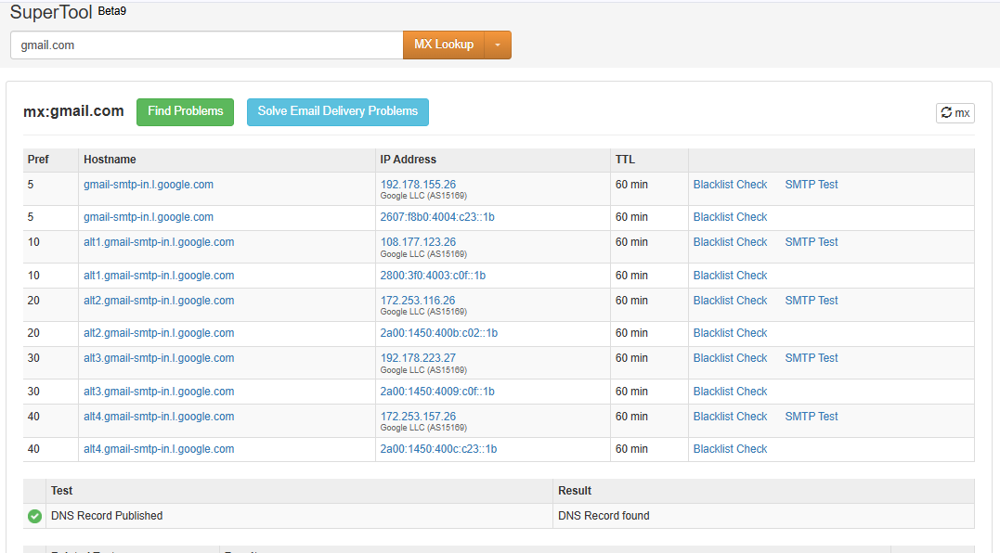 SuperTool Beta9
gmail.com MX Lookup
mx:gmail.com Find Problems Solve Email Delivery Problems mx
Pref Hostname IP Address TTL
5 gmail-smtp-in.l.google.com 192.178.155.26 60 min Blacklist Check SMTP Test
Google LLC (AS15169)
5 gmail-smtp-in.l.google.com 2607:f8b0:4004:c23::1b 60 min Blacklist Check
10 alt1.gmail-smtp-in.l.google.com 108.177.123.26 60 min Blacklist Check SMTP Test
Google LLC (AS15169)
10 alt1.gmail-smtp-in.l.google.com 2800:3f0:4003:c0f::1b 60 min Blacklist Check
20 alt2.gmail-smtp-in.l.google.com 172.253.116.26 60 min Blacklist Check SMTP Test
Google LLC (AS15169)
20 alt2.gmail-smtp-in.l.google.com 2a00:1450:400b:c02::1b 60 min Blacklist Check
30 alt3.gmail-smtp-in.l.google.com 192.178.223.27 60 min Blacklist Check SMTP Test
Google LLC (AS15169)
30 alt3.gmail-smtp-in.l.google.com 2a00:1450:4009:c0f::1b 60 min Blacklist Check
40 alt4.gmail-smtp-in.l.google.com 172.253.157.26 60 min Blacklist Check SMTP Test
Google LLC (AS15169)
40 alt4.gmail-smtp-in.l.google.com 2a00:1450:400c:c23::1b 60 min Blacklist Check
Test Result
DNS Record Published DNS Record found